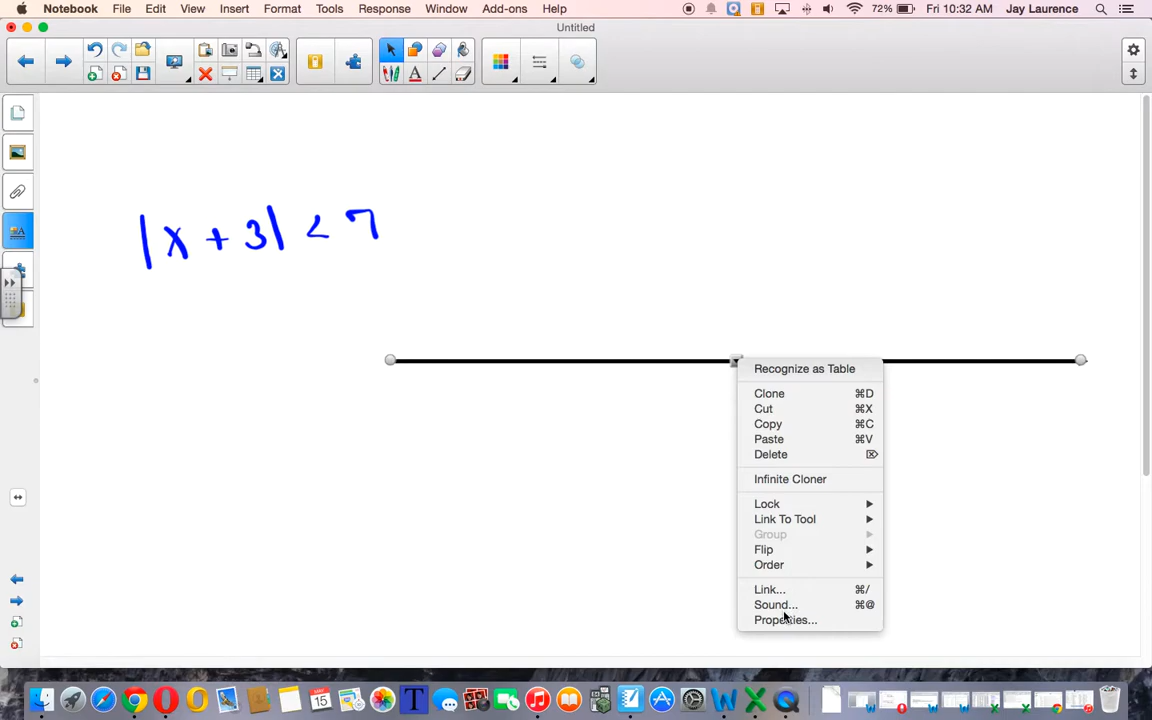 Notebook File Edit View Insert Format Tools Response Window Add-ons Help 72% Fri 10:32 AM Jay Laurence
Untitled
|x + 3| < 7
Recognize as Table
Clone ⌘D
Cut ⌘X
Copy ⌘C
Paste ⌘V
Delete ⌦
Infinite Cloner
Lock
Link To Tool
Group
Flip
Order
Link... ⌘/
Sound... ⌘@
Properties...